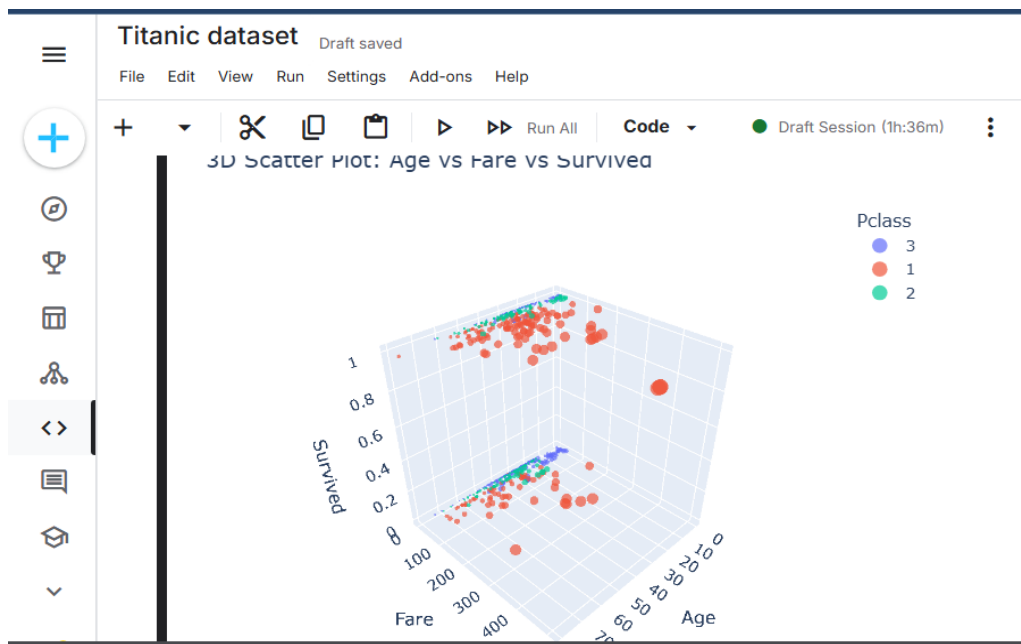 Titanic dataset Draft saved
File Edit View Run Settings Add-ons Help
Run All Code Draft Session (1h:36m)
3D Scatter Plot: Age vs Fare vs Survived
Pclass
3
1
2
1
0.8
0.6
0.4
0.2
0
Survived
0
100
200
300
400
Fare
0
10
20
30
40
50
60
70
Age